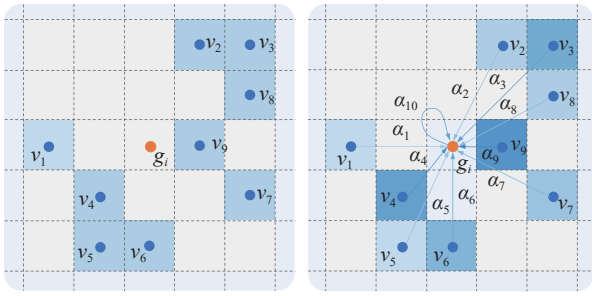 v₂
v₃
v₈
v₁
gᵢ
v₉
v₄
v₇
v₅
v₆
v₂
v₃
α₃
α₂
v₈
α₁₀
α₈
α₁
v₁
α₄
gᵢ
α₉
v₉
α₇
v₄
α₅
α₆
v₇
v₅
v₆